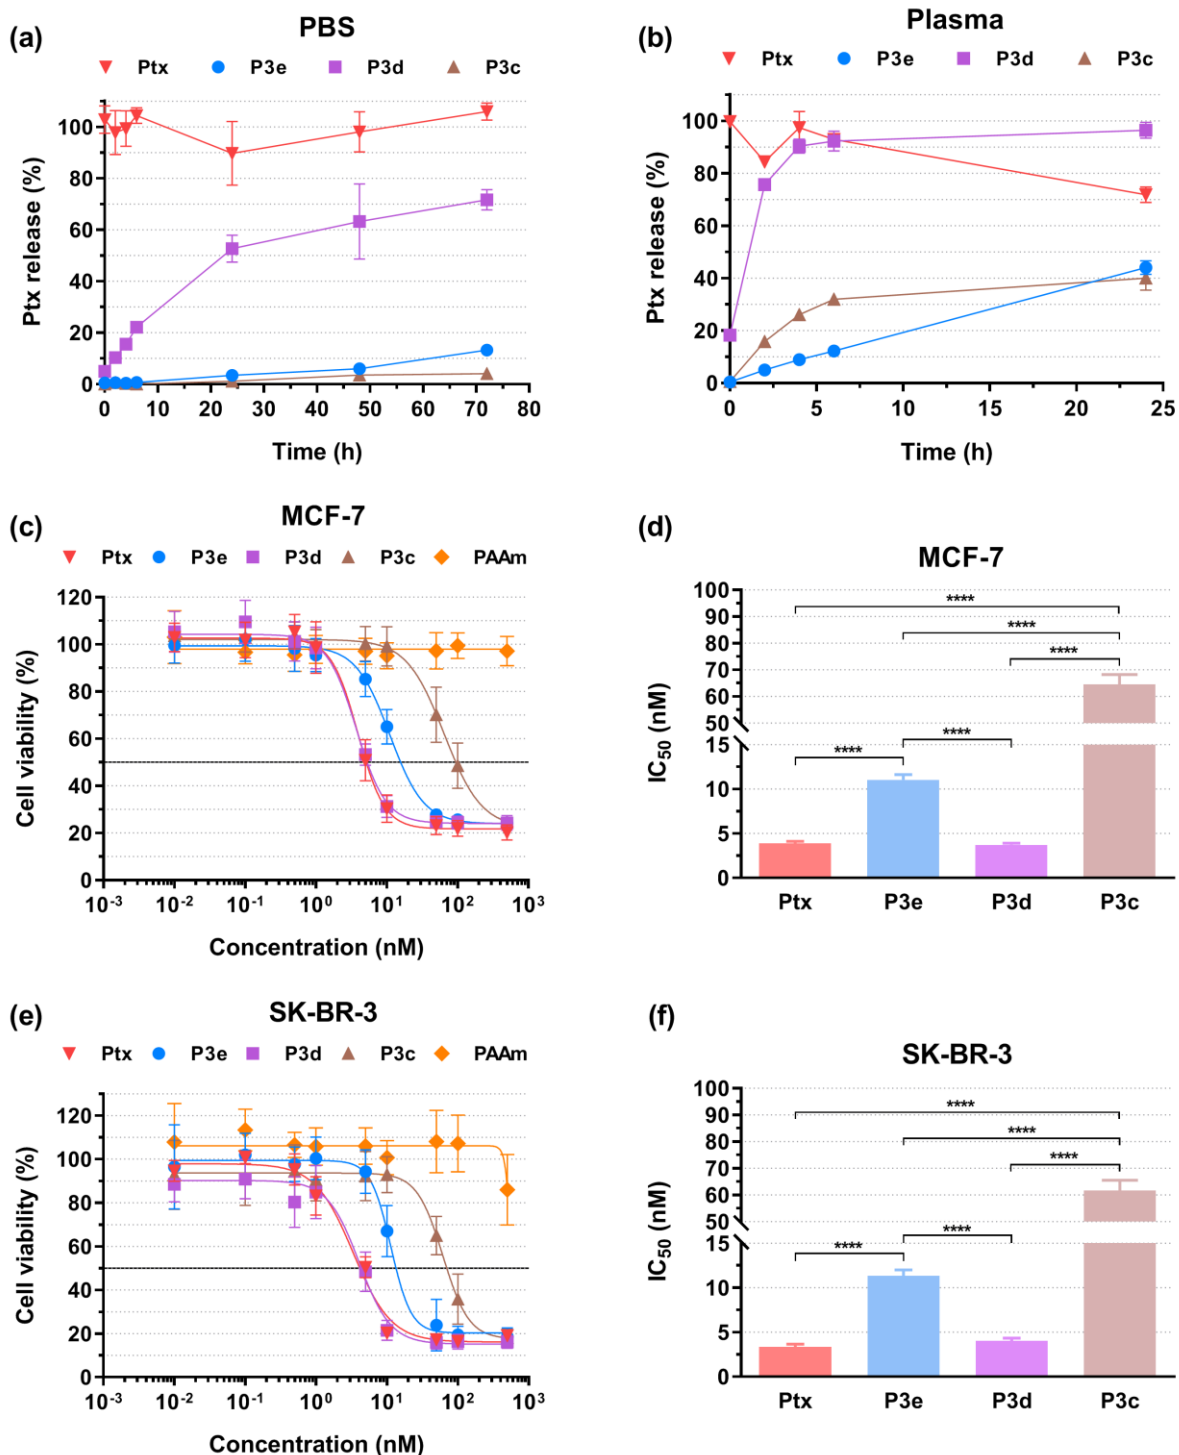 (a)
PBS
Ptx P3e P3d P3c
Ptx release (%)
100
80
60
40
20
0
0 10 20 30 40 50 60 70 80
Time (h)
(b)
Plasma
Ptx P3e P3d P3c
Ptx release (%)
100
80
60
40
20
0
0 5 10 15 20 25
Time (h)
(c)
MCF-7
Ptx P3e P3d P3c PAAm
Cell viability (%)
120
100
80
60
40
20
0
10⁻³ 10⁻² 10⁻¹ 10⁰ 10¹ 10² 10³
Concentration (nM)
(d)
MCF-7
IC₅₀ (nM)
100
90
80
70
60
50
15
10
5
0
****
****
****
****
****
Ptx P3e P3d P3c
(e)
SK-BR-3
Ptx P3e P3d P3c PAAm
Cell viability (%)
120
100
80
60
40
20
0
10⁻³ 10⁻² 10⁻¹ 10⁰ 10¹ 10² 10³
Concentration (nM)
(f)
SK-BR-3
IC₅₀ (nM)
100
90
80
70
60
50
15
10
5
0
****
****
****
****
****
Ptx P3e P3d P3c